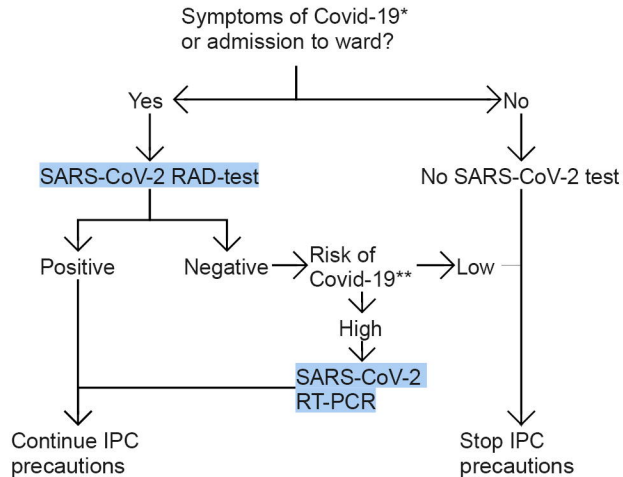 Symptoms of Covid-19*
or admission to ward?
Yes
No
SARS-CoV-2 RAD-test
No SARS-CoV-2 test
Positive
Negative
Risk of
Covid-19**
Low
High
SARS-CoV-2
RT-PCR
Continue IPC
precautions
Stop IPC
precautions